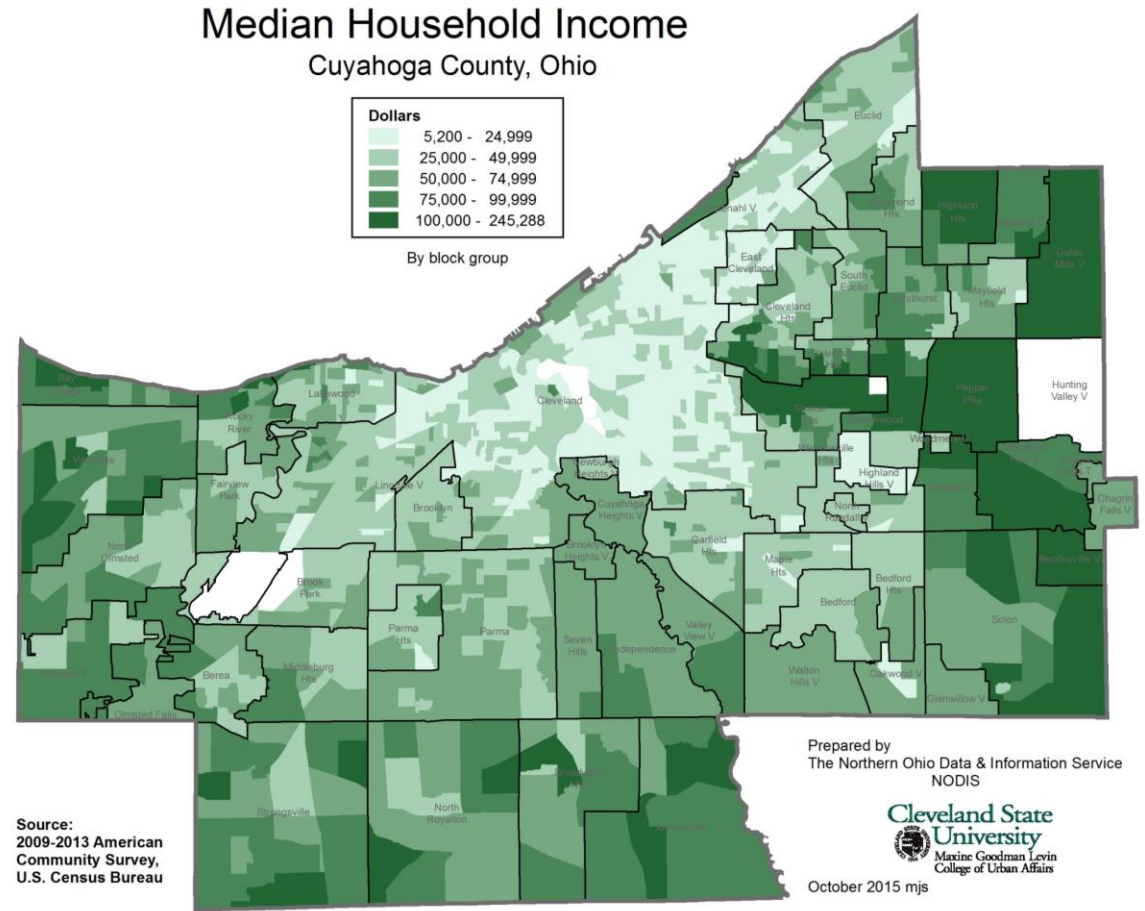 Median Household Income
Cuyahoga County, Ohio
Dollars
5,200 - 24,999
25,000 - 49,999
50,000 - 74,999
75,000 - 99,999
100,000 - 245,288
By block group
Euclid
Hts
Highland
Hts
Gates
Mills V
East
Cleveland
South
Euclid
Mayfield
Hts
Cleveland
Hts
Bay
Lakewood
Cleveland
Pepper
Pike
Hunting
Valley V
Rocky
River
Hts
Fairview
Park
Highland
Hills V
Heights V
Brooklyn
Cuyahoga
Heights V
North
Randall
Chagrin
Falls V
North
Olmsted
Garfield
Hts
Brooklyn
Heights V
Maple
Hts
Bentleyville V
Brook
Park
Bedford
Hts
Bedford
Parma
Hts
Parma
Solon
Valley
View V
Seven
Hills
Independence
Berea
Middleburg
Hts
Walton
Hills V
Oakwood V
Glenwillow V
Olmsted Falls
Strongsville
North
Royalton
Prepared by
The Northern Ohio Data & Information Service
NODIS
Source:
2009-2013 American
Community Survey,
U.S. Census Bureau
Cleveland State
University
Maxine Goodman Levin
College of Urban Affairs
October 2015 mjs